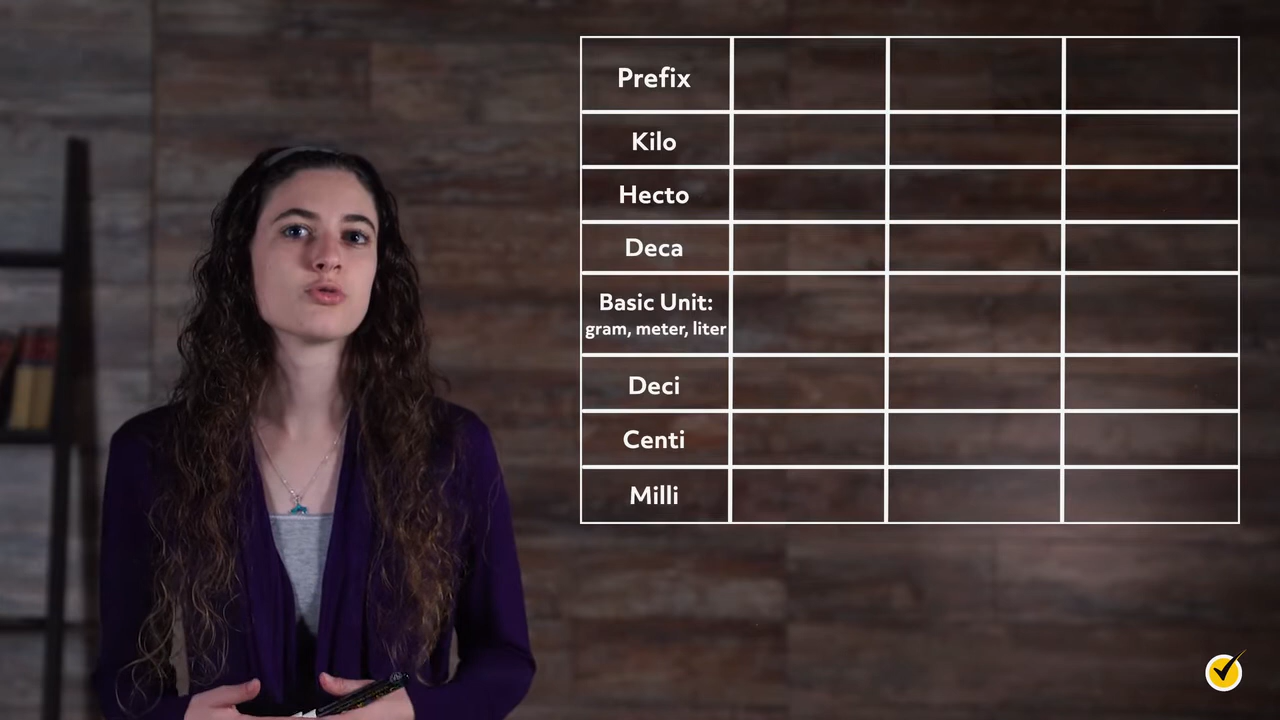 Prefix
Kilo
Hecto
Deca
Basic Unit:
gram, meter, liter
Deci
Centi
Milli